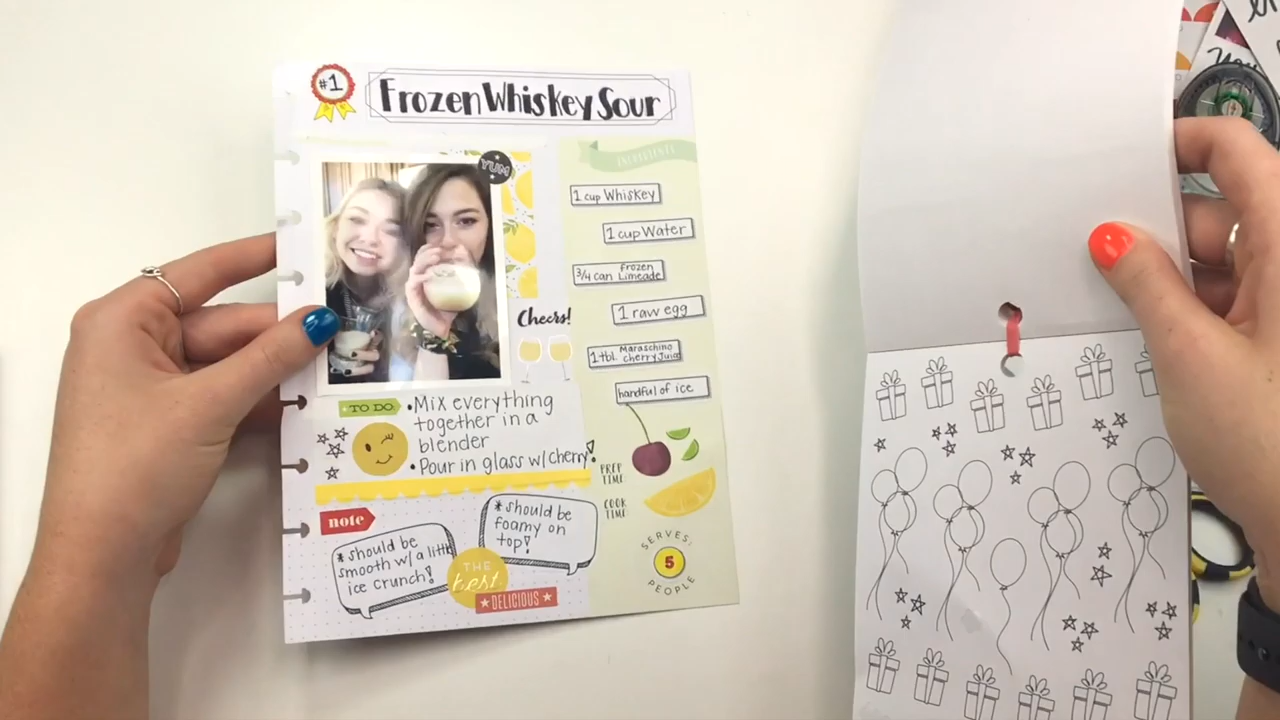 #1
Frozen Whiskey Sour
YUM
INGREDIENTS
1 cup Whiskey
1 cup Water
3/4 can frozen
Limeade
1 raw egg
1 tbl. Maraschino
cherry Juice
handful of ice
Cheers!
TO DO
•Mix everything
together in a
blender
•Pour in glass w/cherry!
PREP
TIME:
COOK
TIME:
note
*should be
smooth w/a little
ice crunch!
*should be
foamy on
top!
THE
best
DELICIOUS
SERVES:
5
PEOPLE
You